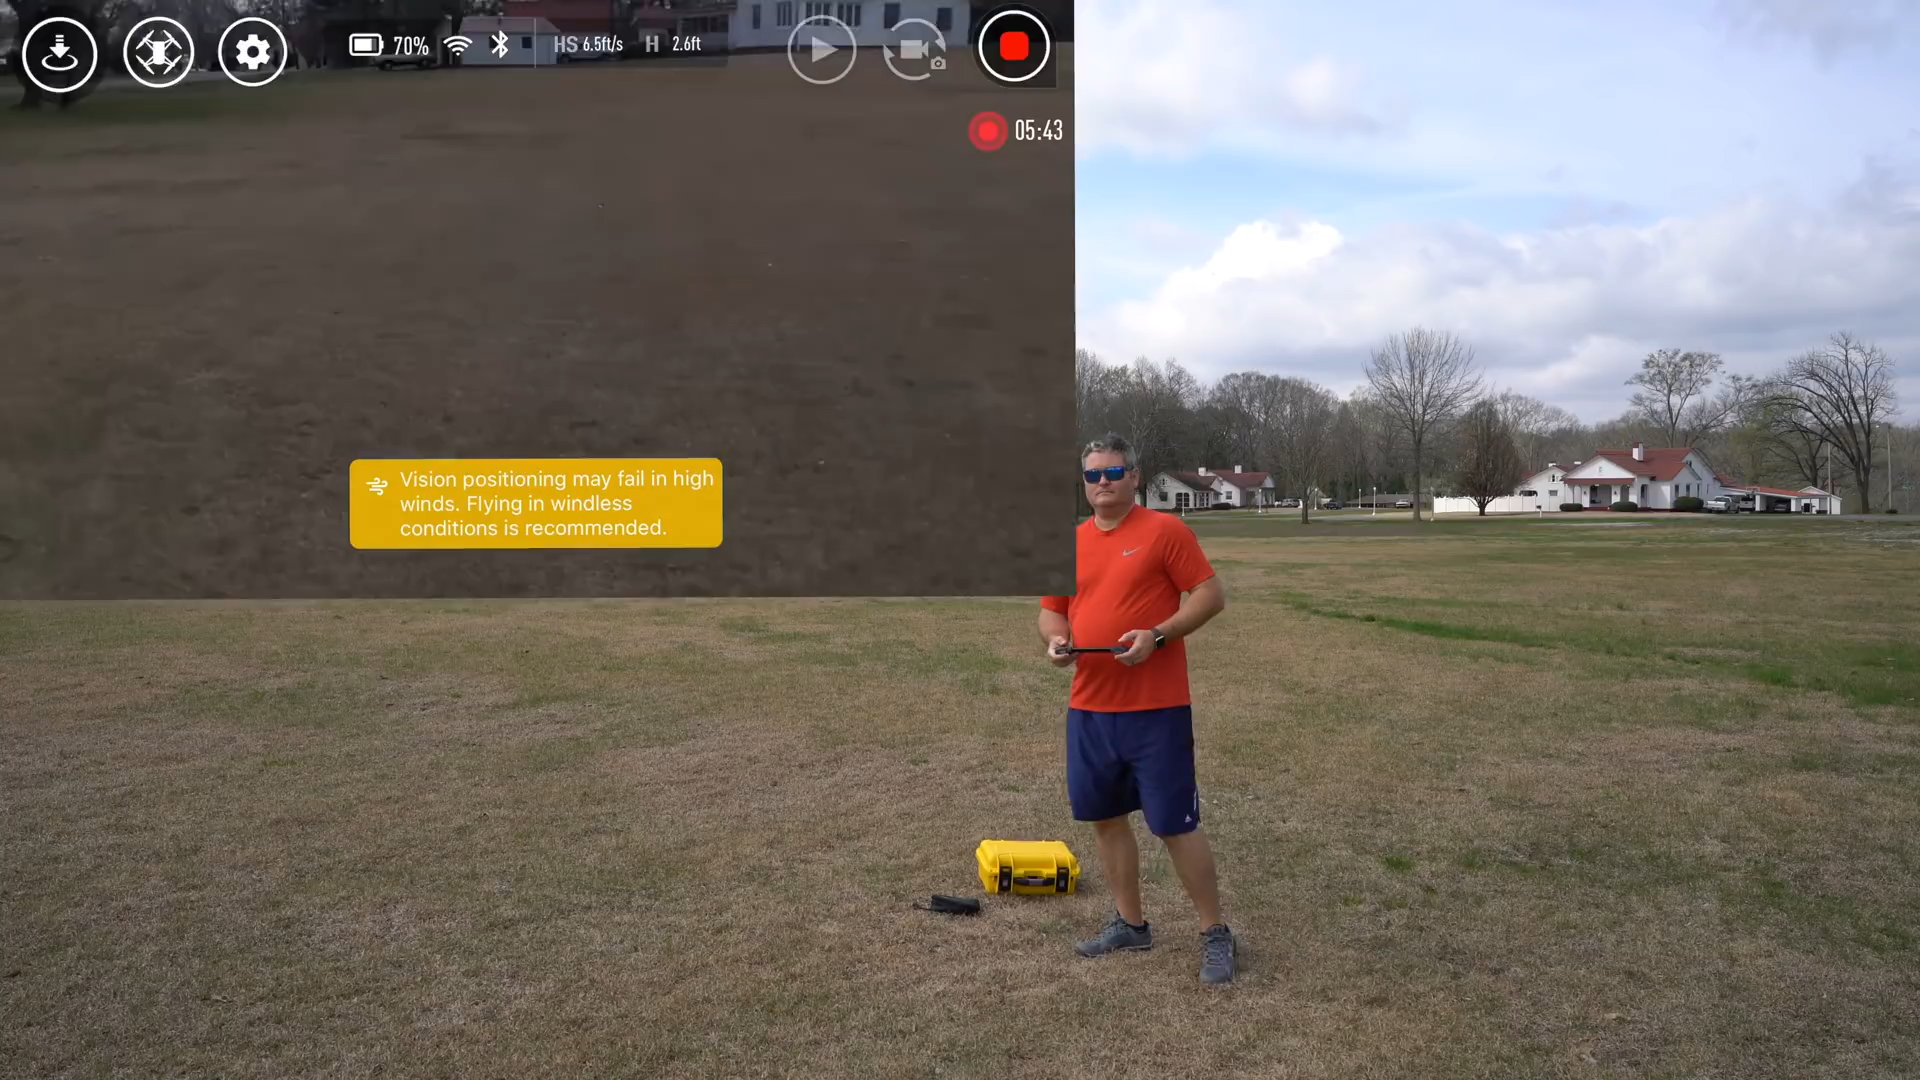 70% HS 6.5ft/s H 2.6ft
05:43
Vision positioning may fail in high
winds. Flying in windless
conditions is recommended.